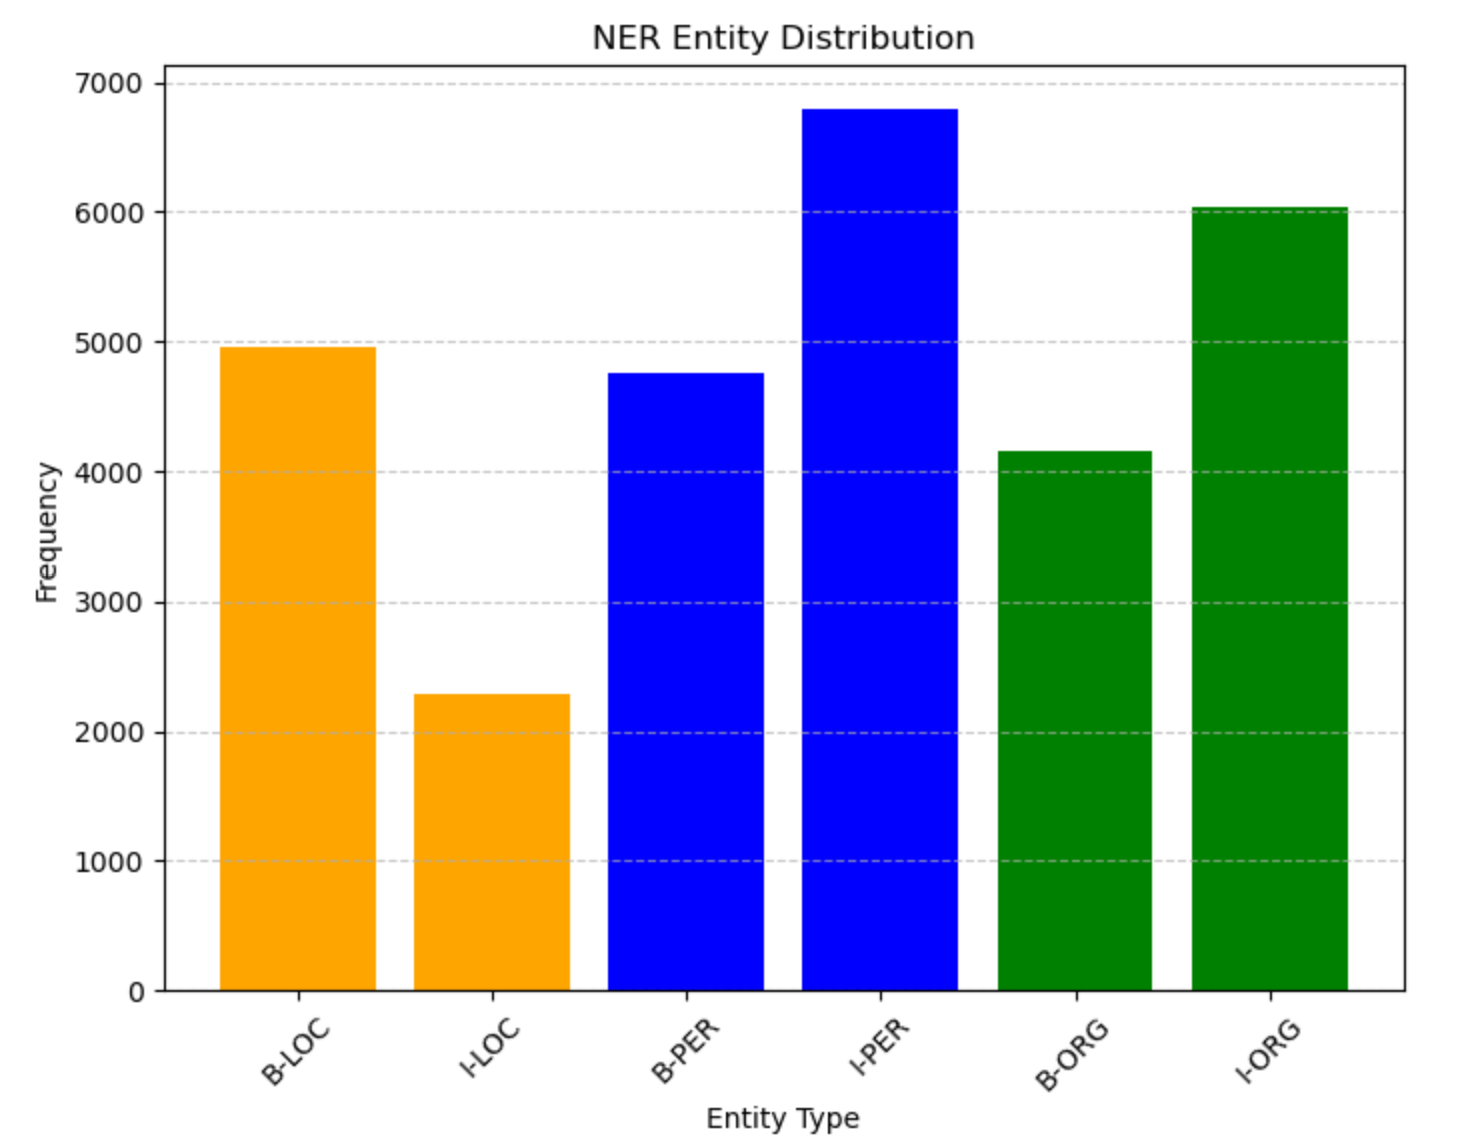 NER Entity Distribution
7000
6000
5000
4000
3000
2000
1000
0
Frequency
B-LOC
I-LOC
B-PER
I-PER
B-ORG
I-ORG
Entity Type